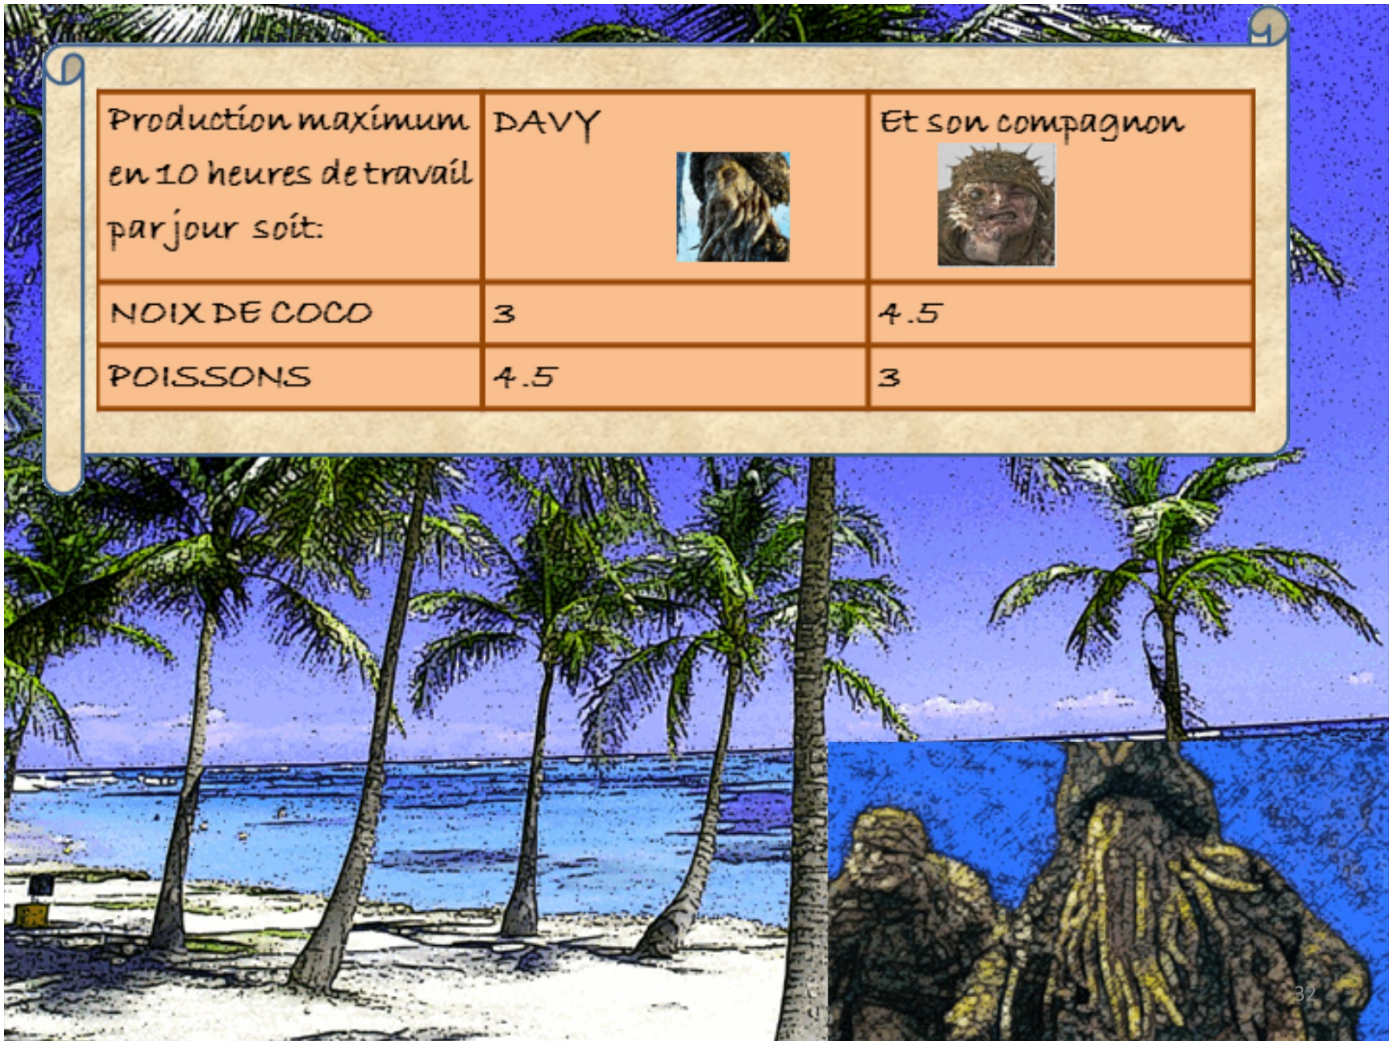 Production maximum
en 10 heures de travail
par jour soit:
DAVY
Et son compagnon
NOIX DE COCO
3
4.5
POISSONS
4.5
3
32